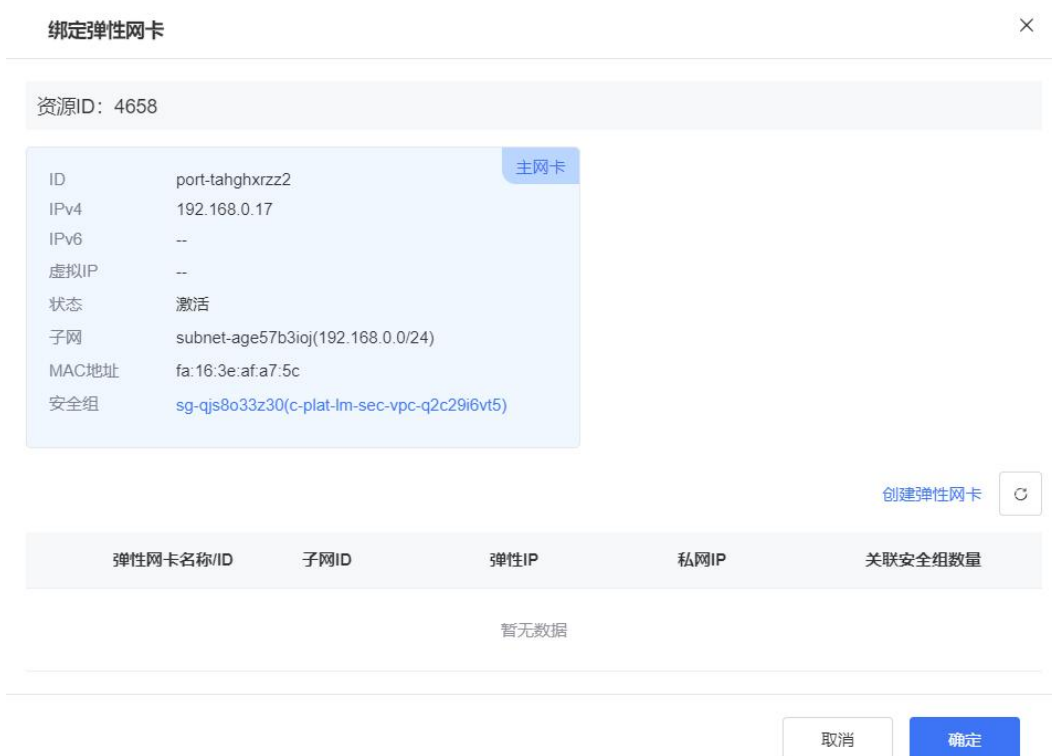 绑定弹性网卡
资源ID：4658
主网卡
ID port-tahghxrzz2
IPv4 192.168.0.17
IPv6 --
虚拟IP --
状态 激活
子网 subnet-age57b3ioj(192.168.0.0/24)
MAC地址 fa:16:3e:af:a7:5c
安全组 sg-qjs8o33z30(c-plat-lm-sec-vpc-q2c29i6vt5)
创建弹性网卡
弹性网卡名称/ID 子网ID 弹性IP 私网IP 关联安全组数量
暂无数据
取消 确定